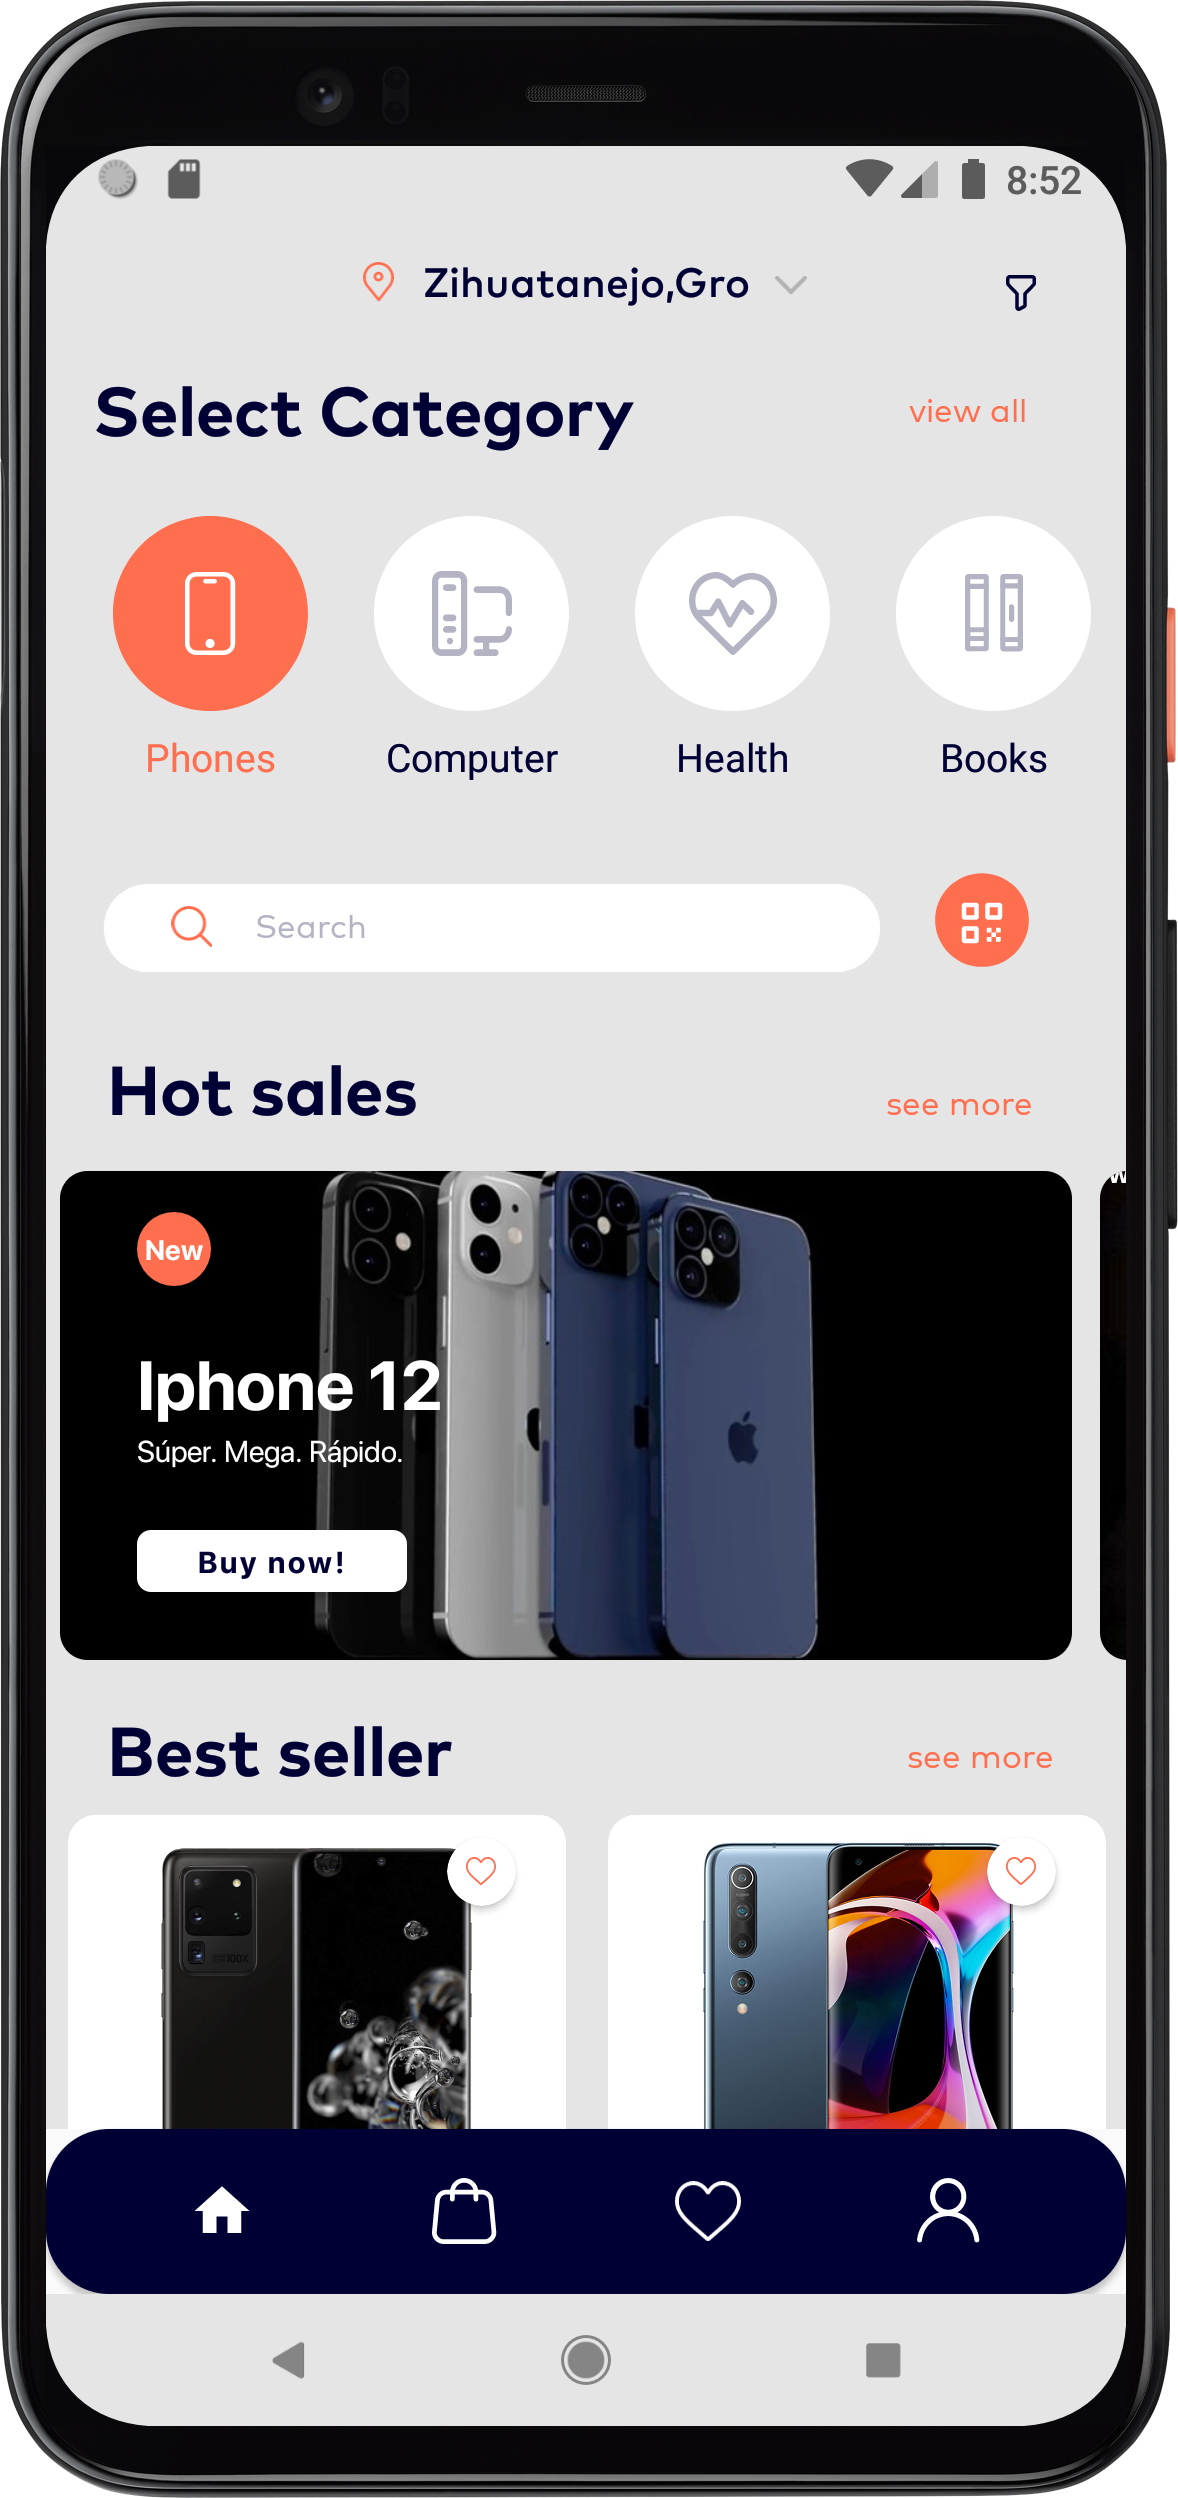 8:52
Zihuatanejo,Gro
Select Category
view all
Phones
Computer
Health
Books
Search
Hot sales
see more
New
Iphone 12
Súper. Mega. Rápido.
Buy now!
Best seller
see more
100X